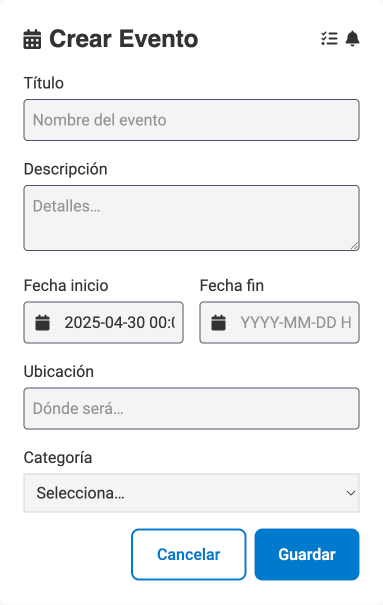 Crear Evento
Título
Nombre del evento
Descripción
Detalles...
Fecha inicio
Fecha fin
2025-04-30 00:
YYYY-MM-DD H
Ubicación
Dónde será...
Categoría
Selecciona...
Cancelar
Guardar